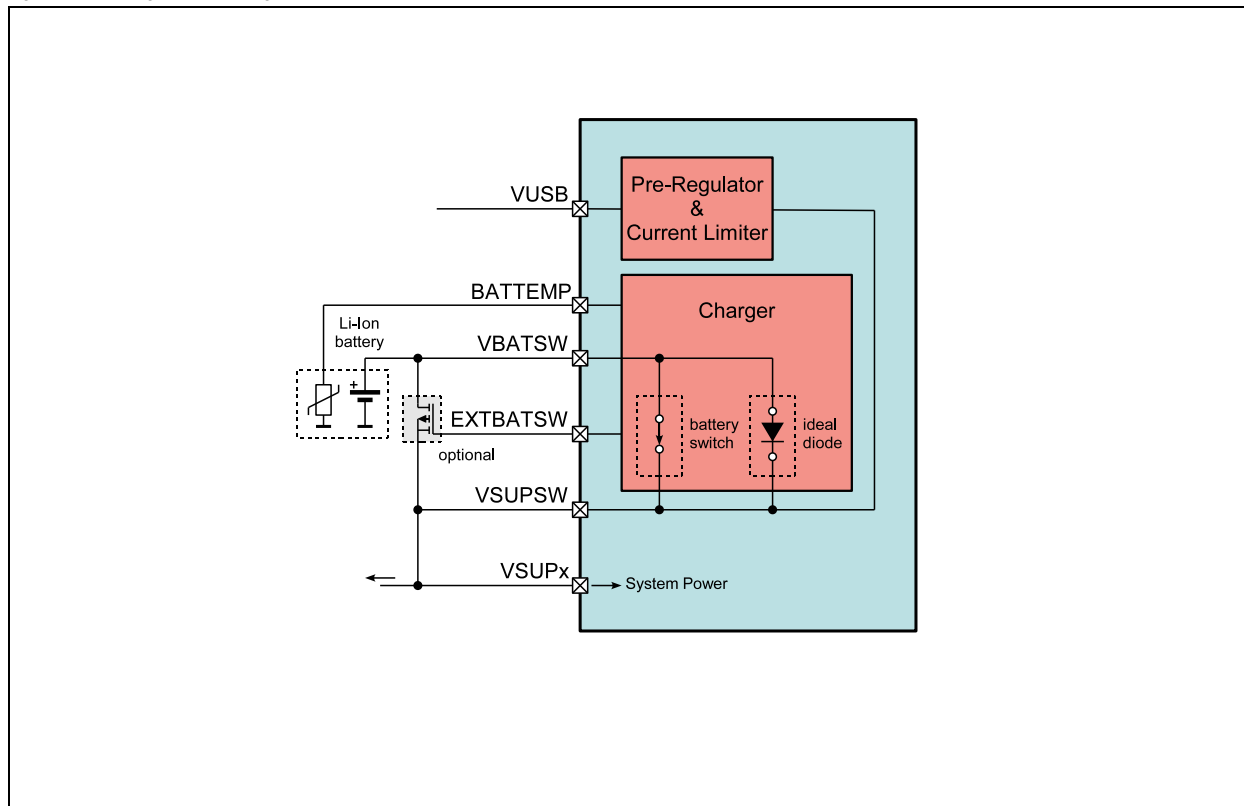 Pre-Regulator
&
Current Limiter
VUSB
BATTEMP
Charger
Li-Ion
battery
VBATSW
+
EXTBATSW
optional
battery
switch
ideal
diode
VSUPSW
VSUPx
System Power